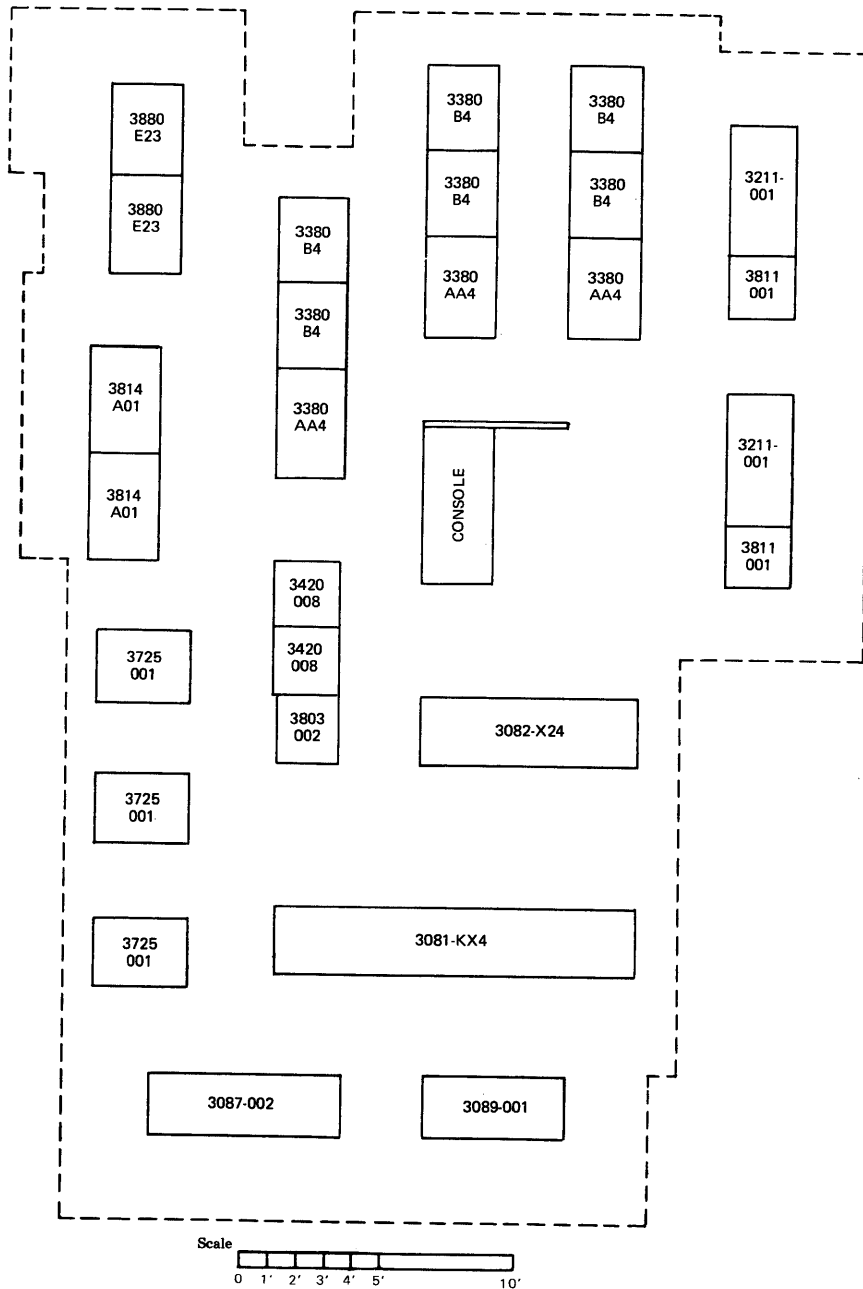 3880
E23
3880
E23
3380
B4
3380
B4
3380
AA4
3380
B4
3380
B4
3380
AA4
3380
B4
3380
B4
3380
AA4
3211-
001
3811
001
3814
A01
3814
A01
CONSOLE
3211-
001
3811
001
3420
008
3420
008
3803
002
3725
001
3725
001
3725
001
3082-X24
3081-KX4
3087-002
3089-001
Scale
0 1' 2' 3' 4' 5' 10'